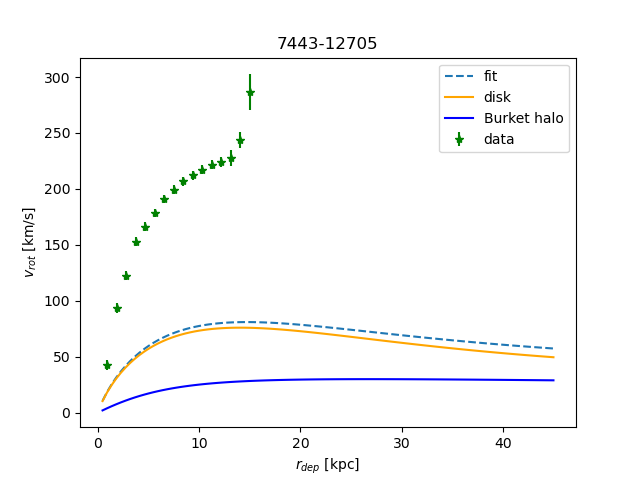 7443-12705
300
250
200
150
100
50
0
v_rot [km/s]
fit
disk
Burket halo
data
0 10 20 30 40
r_dep [kpc]